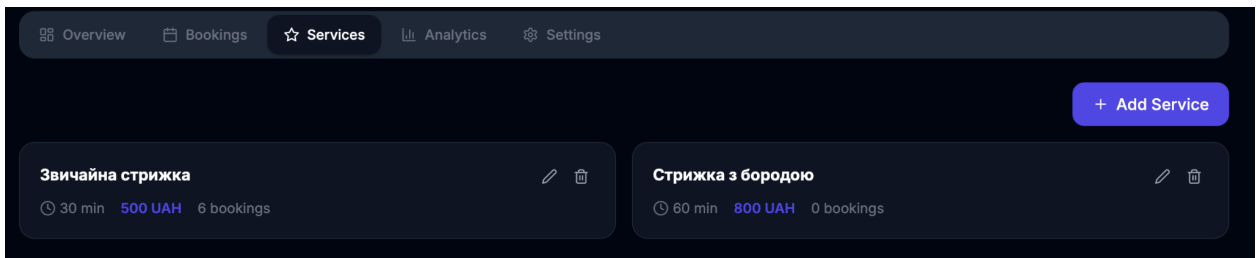 Overview Bookings Services Analytics Settings
+ Add Service
Звичайна стрижка
30 min 500 UAH 6 bookings
Стрижка з бородою
60 min 800 UAH 0 bookings